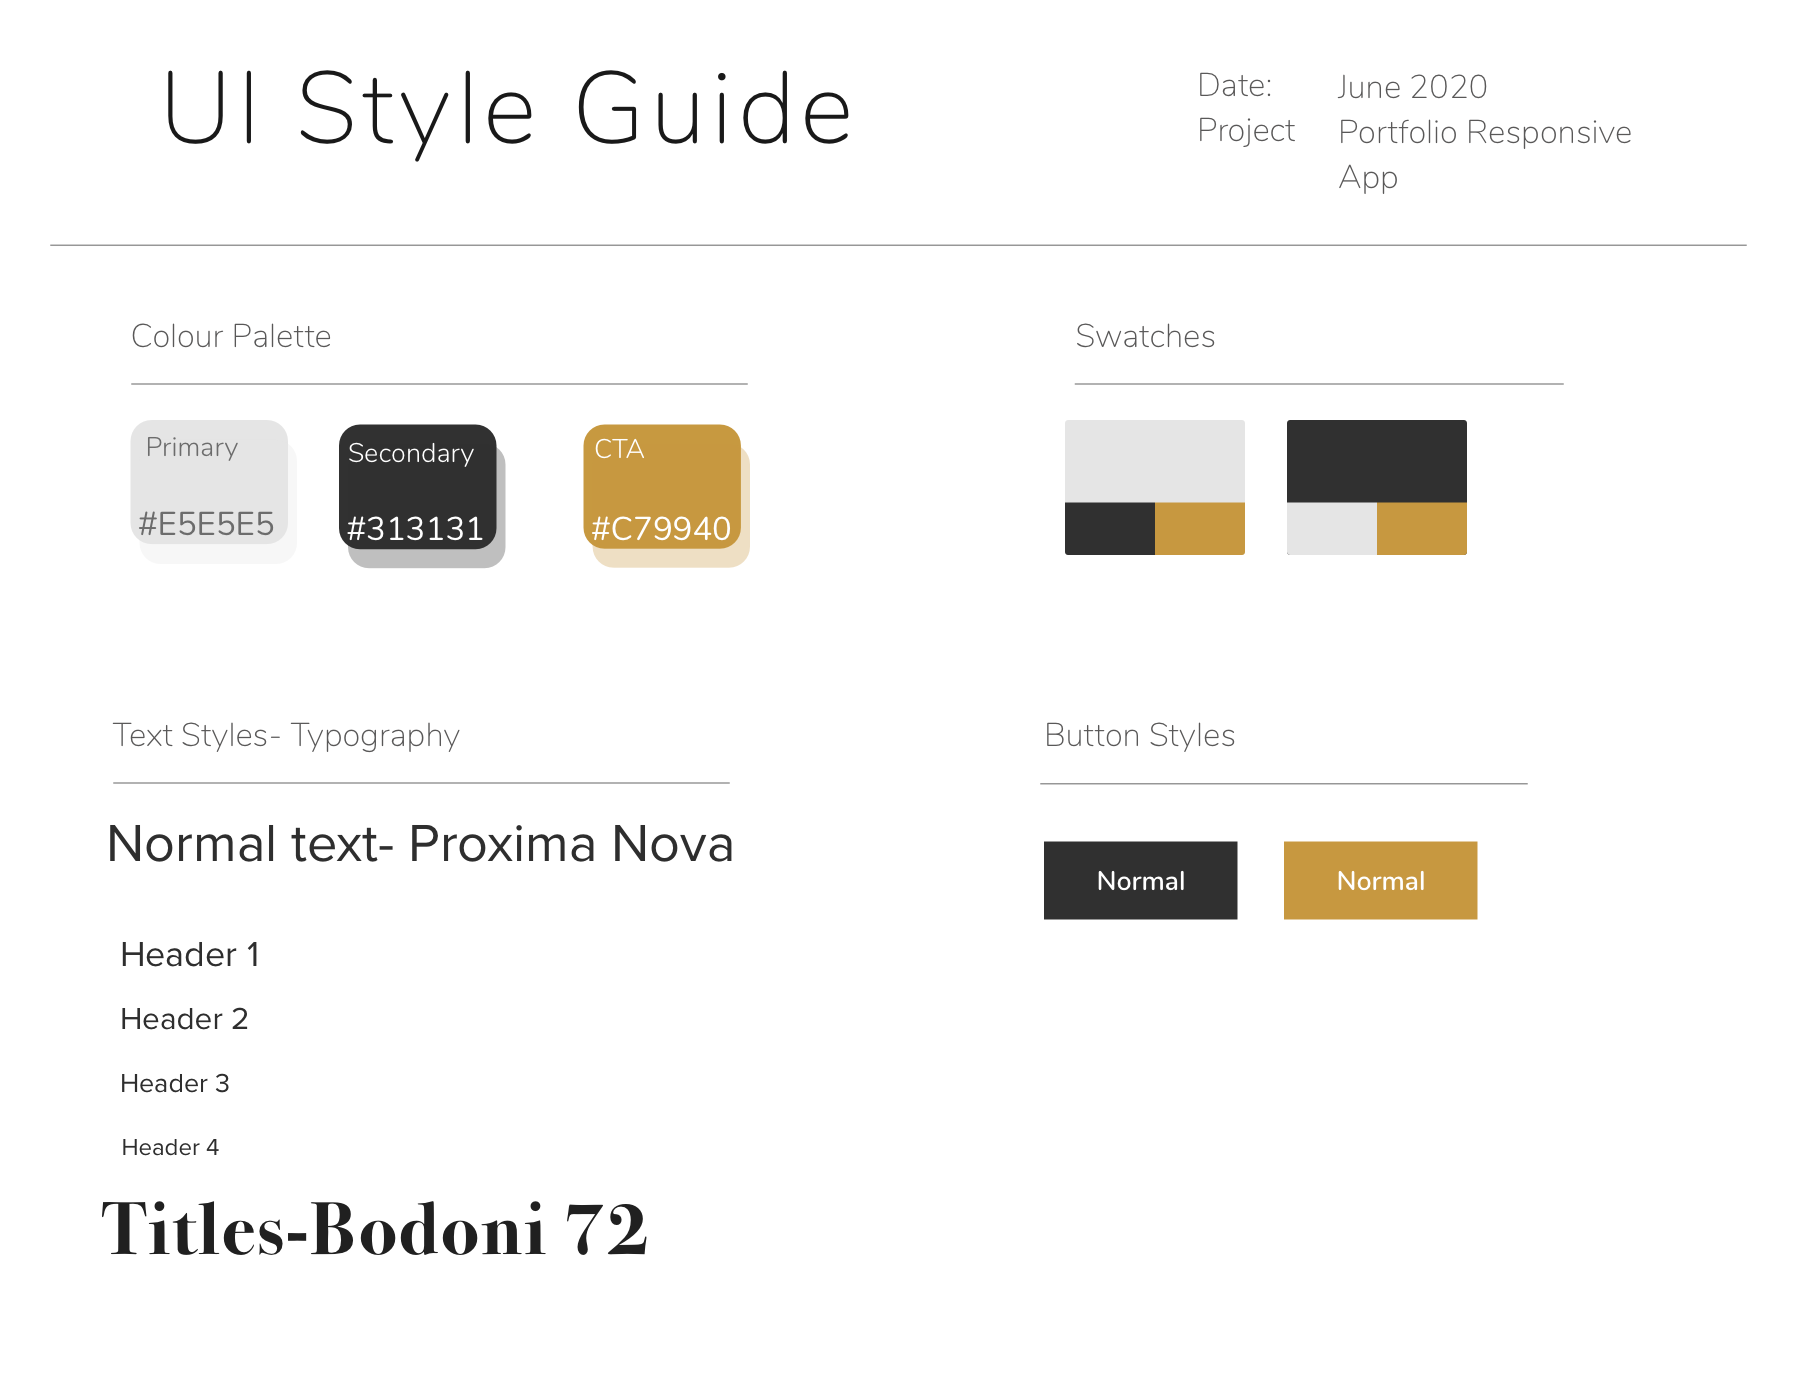 UI Style Guide
Date:
June 2020
Project
Portfolio Responsive
App
Colour Palette
Primary
#E5E5E5
Secondary
#313131
CTA
#C79940
Swatches
Text Styles- Typography
Normal text- Proxima Nova
Header 1
Header 2
Header 3
Header 4
Titles-Bodoni 72
Button Styles
Normal
Normal